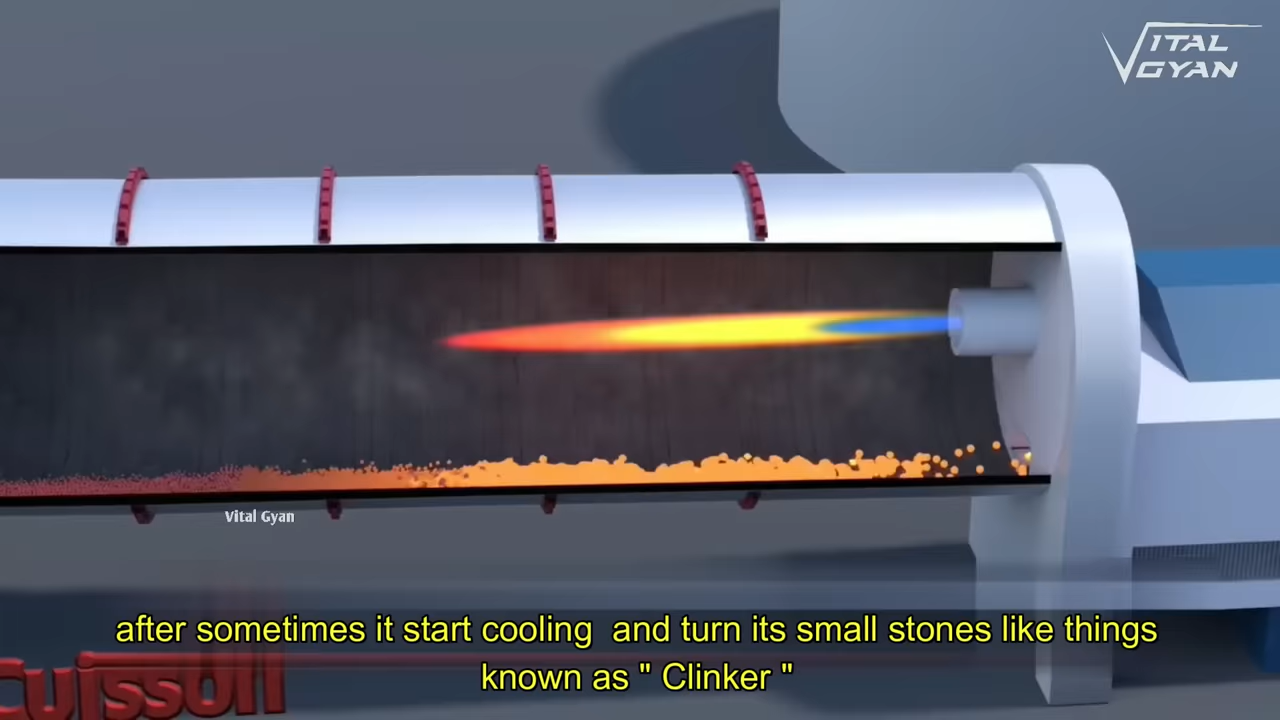 VITAL
GYAN
Vital Gyan
after sometimes it start cooling  and turn its small stones like things
known as " Clinker "
Cuisson